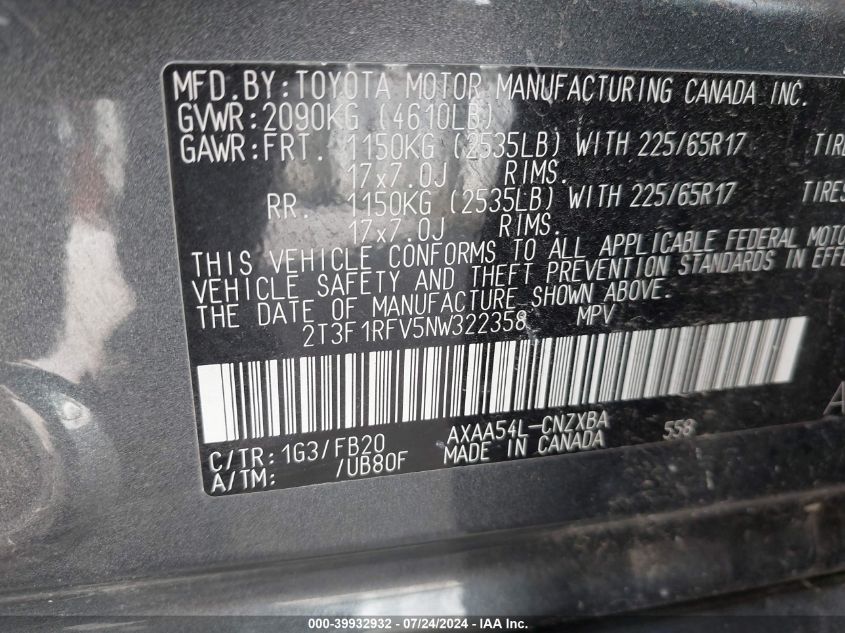 MFD.BY:TOYOTA MOTOR MANUFACTURING CANADA INC.
GVWR:2090KG (4610LB)
GAWR:FRT. 1150KG (2535LB) WITH 225/65R17 TIRE
17x7.0J RIMS.
RR. 1150KG (2535LB) WITH 225/65R17 TIRES
17x7.0J RIMS.
THIS VEHICLE CONFORMS TO ALL APPLICABLE FEDERAL MOTO
VEHICLE SAFETY AND THEFT PREVENTION STANDARDS IN EFFE
THE DATE OF MANUFACTURE SHOWN ABOVE.
2T3F1RFV5NW322358 MPV
AXAA54L-CNZXBA 558 A
C/TR:1G3/FB20 MADE IN CANADA
A/TM: /UB80F
000-39932932 - 07/24/2024 - IAA Inc.